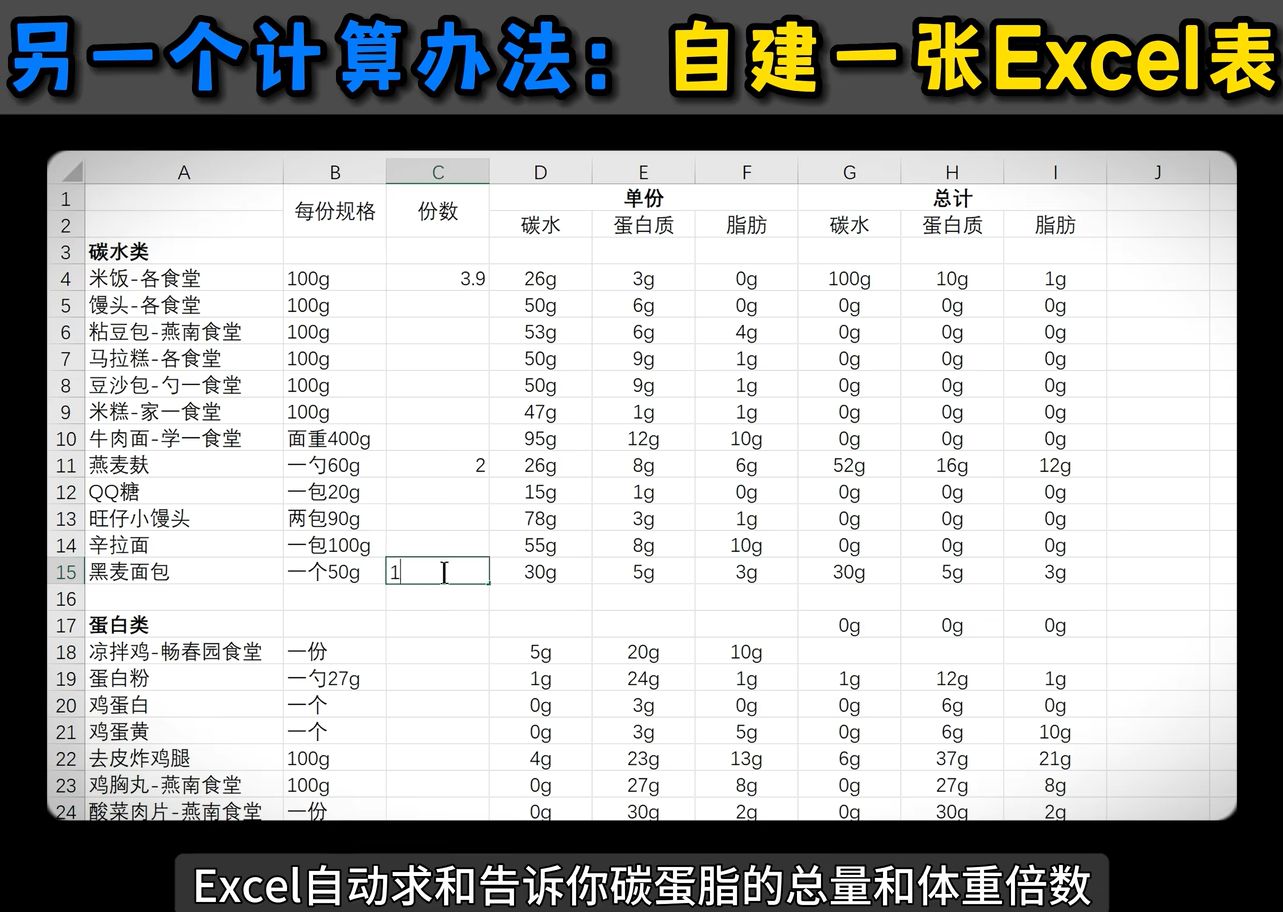 另一个计算办法：自建一张Excel表
A B C D E F G H I J
1 每份规格 份数 单份 总计
2 碳水 蛋白质 脂肪 碳水 蛋白质 脂肪
3 碳水类
4 米饭-各食堂 100g 3.9 26g 3g 0g 100g 10g 1g
5 馒头-各食堂 100g 50g 6g 0g 0g 0g 0g
6 粘豆包-燕南食堂 100g 53g 6g 4g 0g 0g 0g
7 马拉糕-各食堂 100g 50g 9g 1g 0g 0g 0g
8 豆沙包-勺一食堂 100g 50g 9g 1g 0g 0g 0g
9 米糕-家一食堂 100g 47g 1g 1g 0g 0g 0g
10 牛肉面-学一食堂 面重400g 95g 12g 10g 0g 0g 0g
11 燕麦麸 一勺60g 2 26g 8g 6g 52g 16g 12g
12 QQ糖 一包20g 15g 1g 0g 0g 0g 0g
13 旺仔小馒头 两包90g 78g 3g 1g 0g 0g 0g
14 辛拉面 一包100g 55g 8g 10g 0g 0g 0g
15 黑麦面包 一个50g 1 30g 5g 3g 30g 5g 3g
16
17 蛋白类 0g 0g 0g
18 凉拌鸡-畅春园食堂 一份 5g 20g 10g
19 蛋白粉 一勺27g 1g 24g 1g 1g 12g 1g
20 鸡蛋白 一个 0g 3g 0g 0g 6g 0g
21 鸡蛋黄 一个 0g 3g 5g 0g 6g 10g
22 去皮炸鸡腿 100g 4g 23g 13g 6g 37g 21g
23 鸡胸丸-燕南食堂 100g 0g 27g 8g 0g 27g 8g
24 酸菜肉片-燕南食堂 一份 0g 30g 2g 0g 30g 2g
Excel自动求和告诉你碳蛋脂的总量和体重倍数